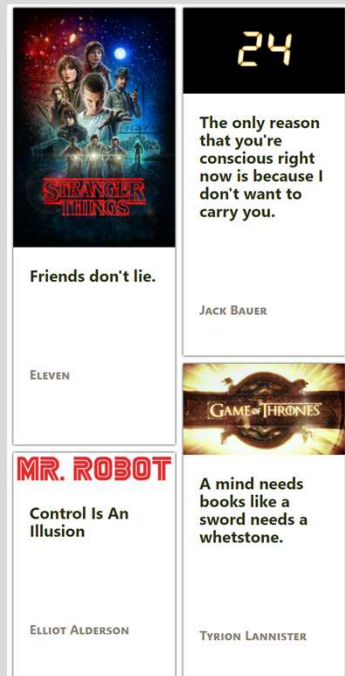 STRANGER
THINGS
Friends don't lie.
Eleven
MR. ROBOT
Control Is An
Illusion
Elliot Alderson
24
The only reason
that you're
conscious right
now is because I
don't want to
carry you.
Jack Bauer
GAME OF THRONES
A mind needs
books like a
sword needs a
whetstone.
Tyrion Lannister